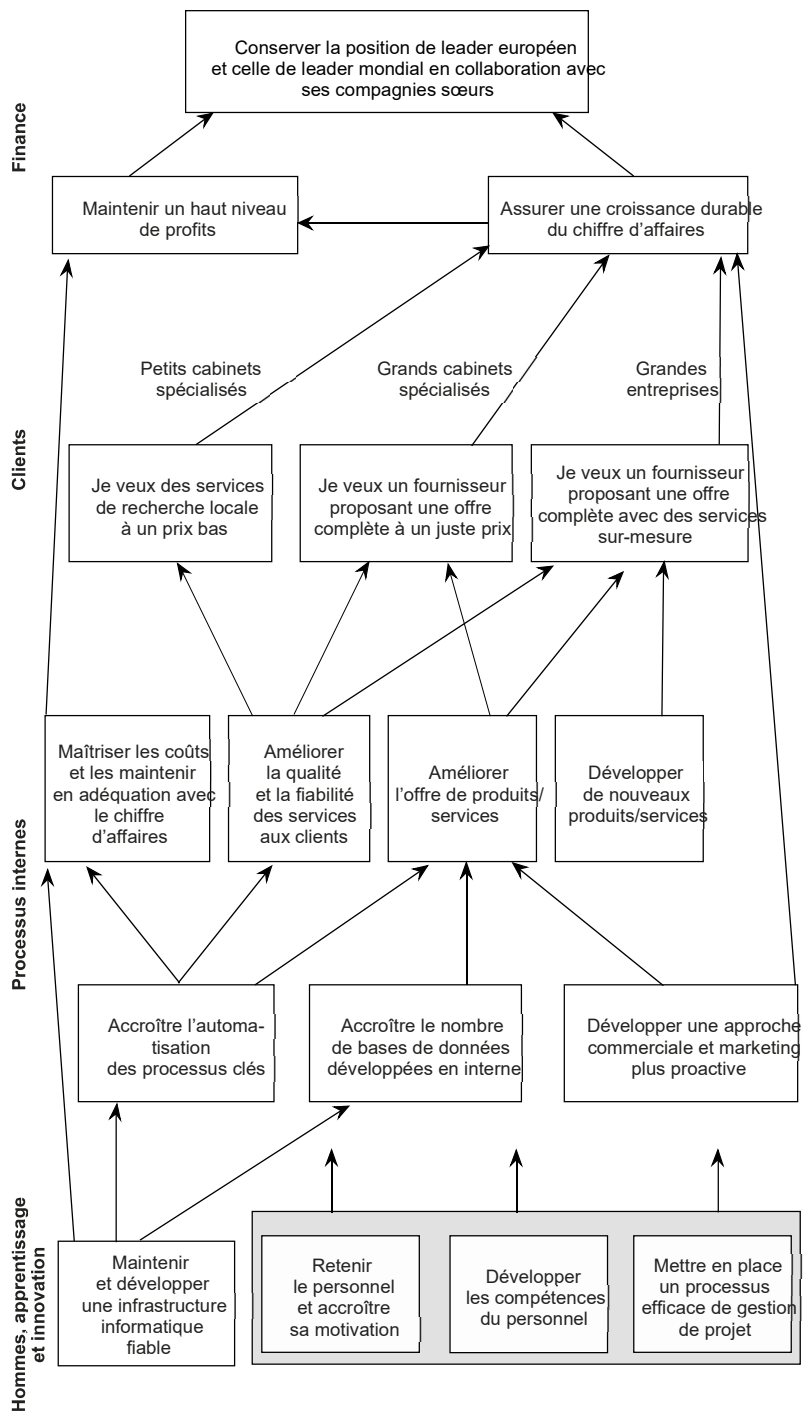 Conserver la position de leader européen
et celle de leader mondial en collaboration avec
ses compagnies sœurs
Finance
Maintenir un haut niveau
de profits
Assurer une croissance durable
du chiffre d’affaires
Petits cabinets
spécialisés
Grands cabinets
spécialisés
Grandes
entreprises
Clients
Je veux des services
de recherche locale
à un prix bas
Je veux un fournisseur
proposant une offre
complète à un juste prix
Je veux un fournisseur
proposant une offre
complète avec des services
sur-mesure
Processus internes
Maîtriser les coûts
et les maintenir
en adéquation avec
le chiffre
d’affaires
Améliorer
la qualité
et la fiabilité
des services
aux clients
Améliorer
l’offre de produits/
services
Développer
de nouveaux
produits/services
Accroître l’automa-
tisation
des processus clés
Accroître le nombre
de bases de données
développées en interne
Développer une approche
commerciale et marketing
plus proactive
Hommes, apprentissage
et innovation
Maintenir
et développer
une infrastructure
informatique
fiable
Retenir
le personnel
et accroître
sa motivation
Développer
les compétences
du personnel
Mettre en place
un processus
efficace de gestion
de projet